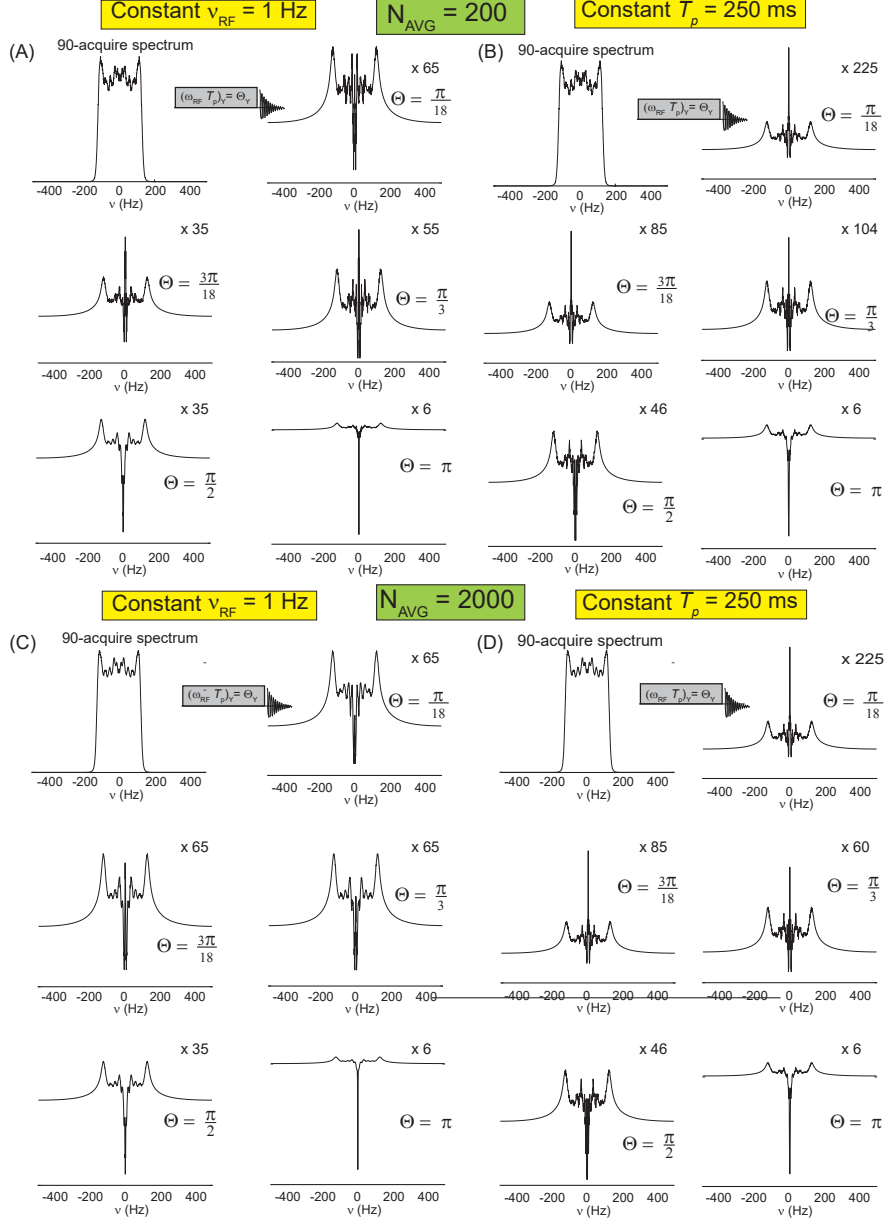 Constant ν_RF = 1 Hz
N_AVG = 200
Constant T_p = 250 ms
(A)
90-acquire spectrum
(ω_RF T_p)_Y = Θ_Y
x 65
Θ = π/18
-400 -200 0 200 400
ν (Hz)
-400 -200 0 200 400
ν (Hz)
(B)
90-acquire spectrum
(ω_RF T_p)_Y = Θ_Y
x 225
Θ = π/18
-400 -200 0 200 400
ν (Hz)
-400 -200 0 200 400
ν (Hz)
x 35
Θ = 3π/18
-400 -200 0 200 400
ν (Hz)
x 55
Θ = π/3
-400 -200 0 200 400
ν (Hz)
x 85
Θ = 3π/18
-400 -200 0 200 400
ν (Hz)
x 104
Θ = π/3
-400 -200 0 200 400
ν (Hz)
x 35
Θ = π/2
-400 -200 0 200 400
ν (Hz)
x 6
Θ = π
-400 -200 0 200 400
ν (Hz)
x 46
Θ = π/2
-400 -200 0 200 400
ν (Hz)
x 6
Θ = π
-400 -200 0 200 400
ν (Hz)
Constant ν_RF = 1 Hz
N_AVG = 2000
Constant T_p = 250 ms
(C)
90-acquire spectrum
(ω_RF T_p)_Y = Θ_Y
x 65
Θ = π/18
-400 -200 0 200 400
ν (Hz)
-400 -200 0 200 400
ν (Hz)
(D)
90-acquire spectrum
(ω_RF T_p)_Y = Θ_Y
x 225
Θ = π/18
-400 -200 0 200 400
ν (Hz)
-400 -200 0 200 400
ν (Hz)
x 65
Θ = 3π/18
-400 -200 0 200 400
ν (Hz)
x 65
Θ = π/3
-400 -200 0 200 400
ν (Hz)
x 85
Θ = 3π/18
-400 -200 0 200 400
ν (Hz)
x 60
Θ = π/3
-400 -200 0 200 400
ν (Hz)
x 35
Θ = π/2
-400 -200 0 200 400
ν (Hz)
x 6
Θ = π
-400 -200 0 200 400
ν (Hz)
x 46
Θ = π/2
-400 -200 0 200 400
ν (Hz)
x 6
Θ = π
-400 -200 0 200 400
ν (Hz)